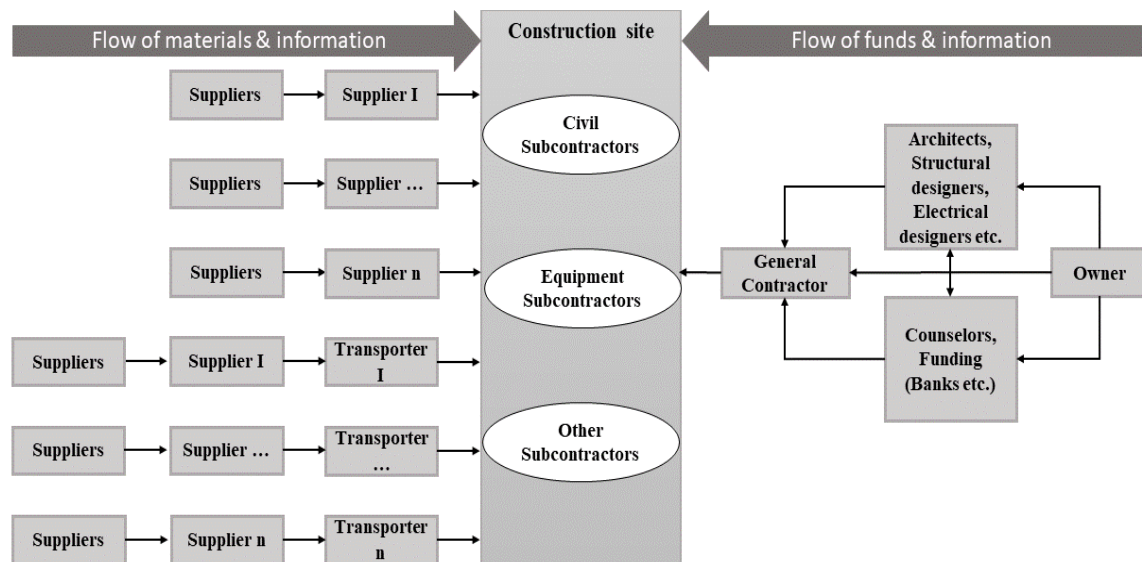 Flow of materials & information
Construction site
Flow of funds & information
Suppliers
Supplier I
Suppliers
Supplier …
Suppliers
Supplier n
Suppliers
Supplier I
Transporter
I
Suppliers
Supplier …
Transporter
…
Suppliers
Supplier n
Transporter
n
Civil
Subcontractors
Equipment
Subcontractors
Other
Subcontractors
General
Contractor
Architects,
Structural
designers,
Electrical
designers etc.
Counselors,
Funding
(Banks etc.)
Owner